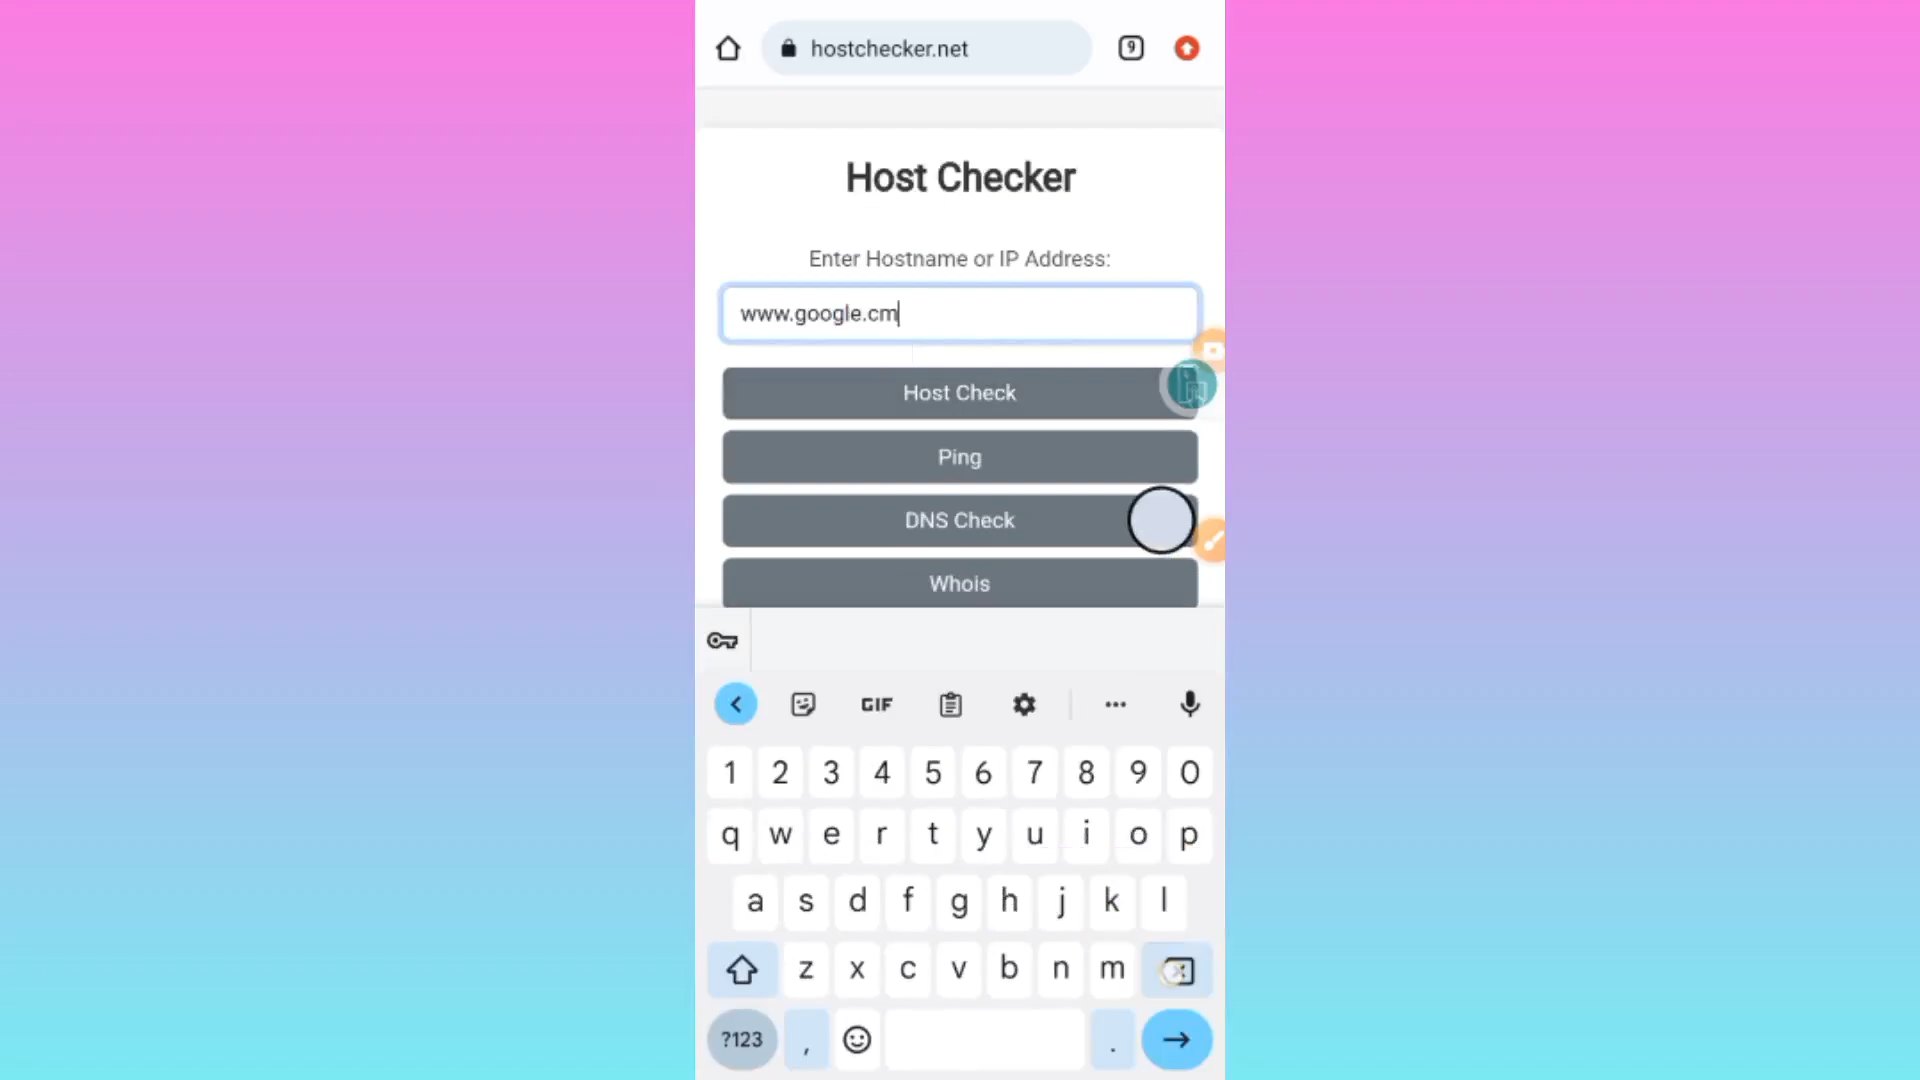 hostchecker.net
9
Host Checker
Enter Hostname or IP Address:
www.google.cm
Host Check
Ping
DNS Check
Whois
GIF
1 2 3 4 5 6 7 8 9 0
q w e r t y u i o p
a s d f g h j k l
z x c v b n m
?123 , .